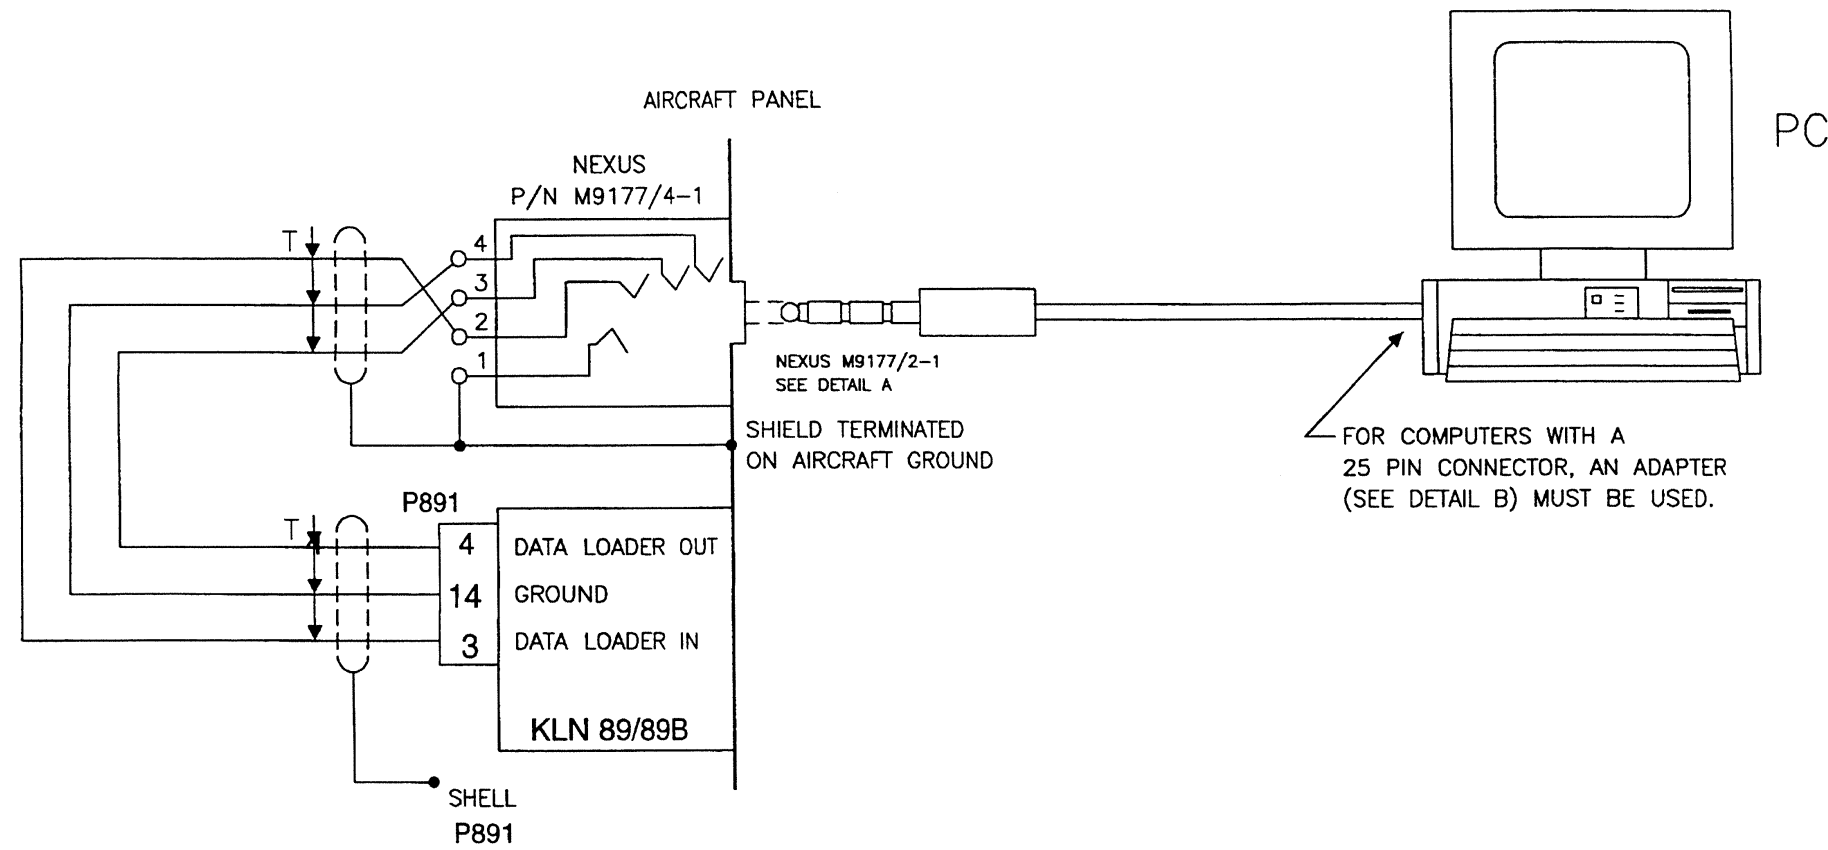 AIRCRAFT PANEL
PC
NEXUS
P/N M9177/4-1
T
4
3
2
1
NEXUS M9177/2-1
SEE DETAIL A
SHIELD TERMINATED
ON AIRCRAFT GROUND
FOR COMPUTERS WITH A
25 PIN CONNECTOR, AN ADAPTER
(SEE DETAIL B) MUST BE USED.
P891
T
4 DATA LOADER OUT
14 GROUND
3 DATA LOADER IN
KLN 89/89B
SHELL
P891